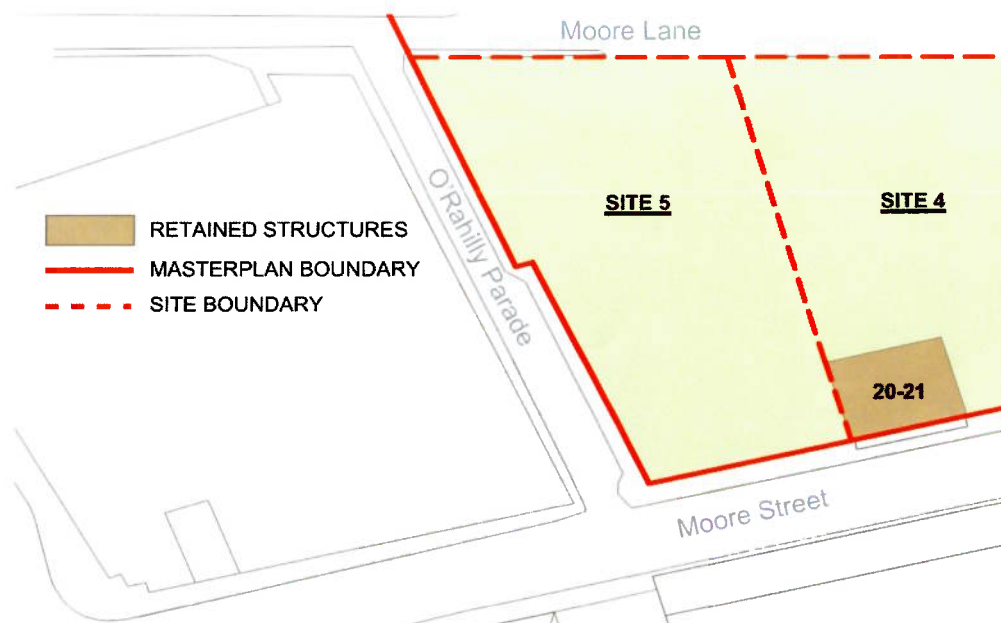 Moore Lane
O'Rahilly Parade
SITE 5
SITE 4
RETAINED STRUCTURES
MASTERPLAN BOUNDARY
SITE BOUNDARY
20-21
Moore Street